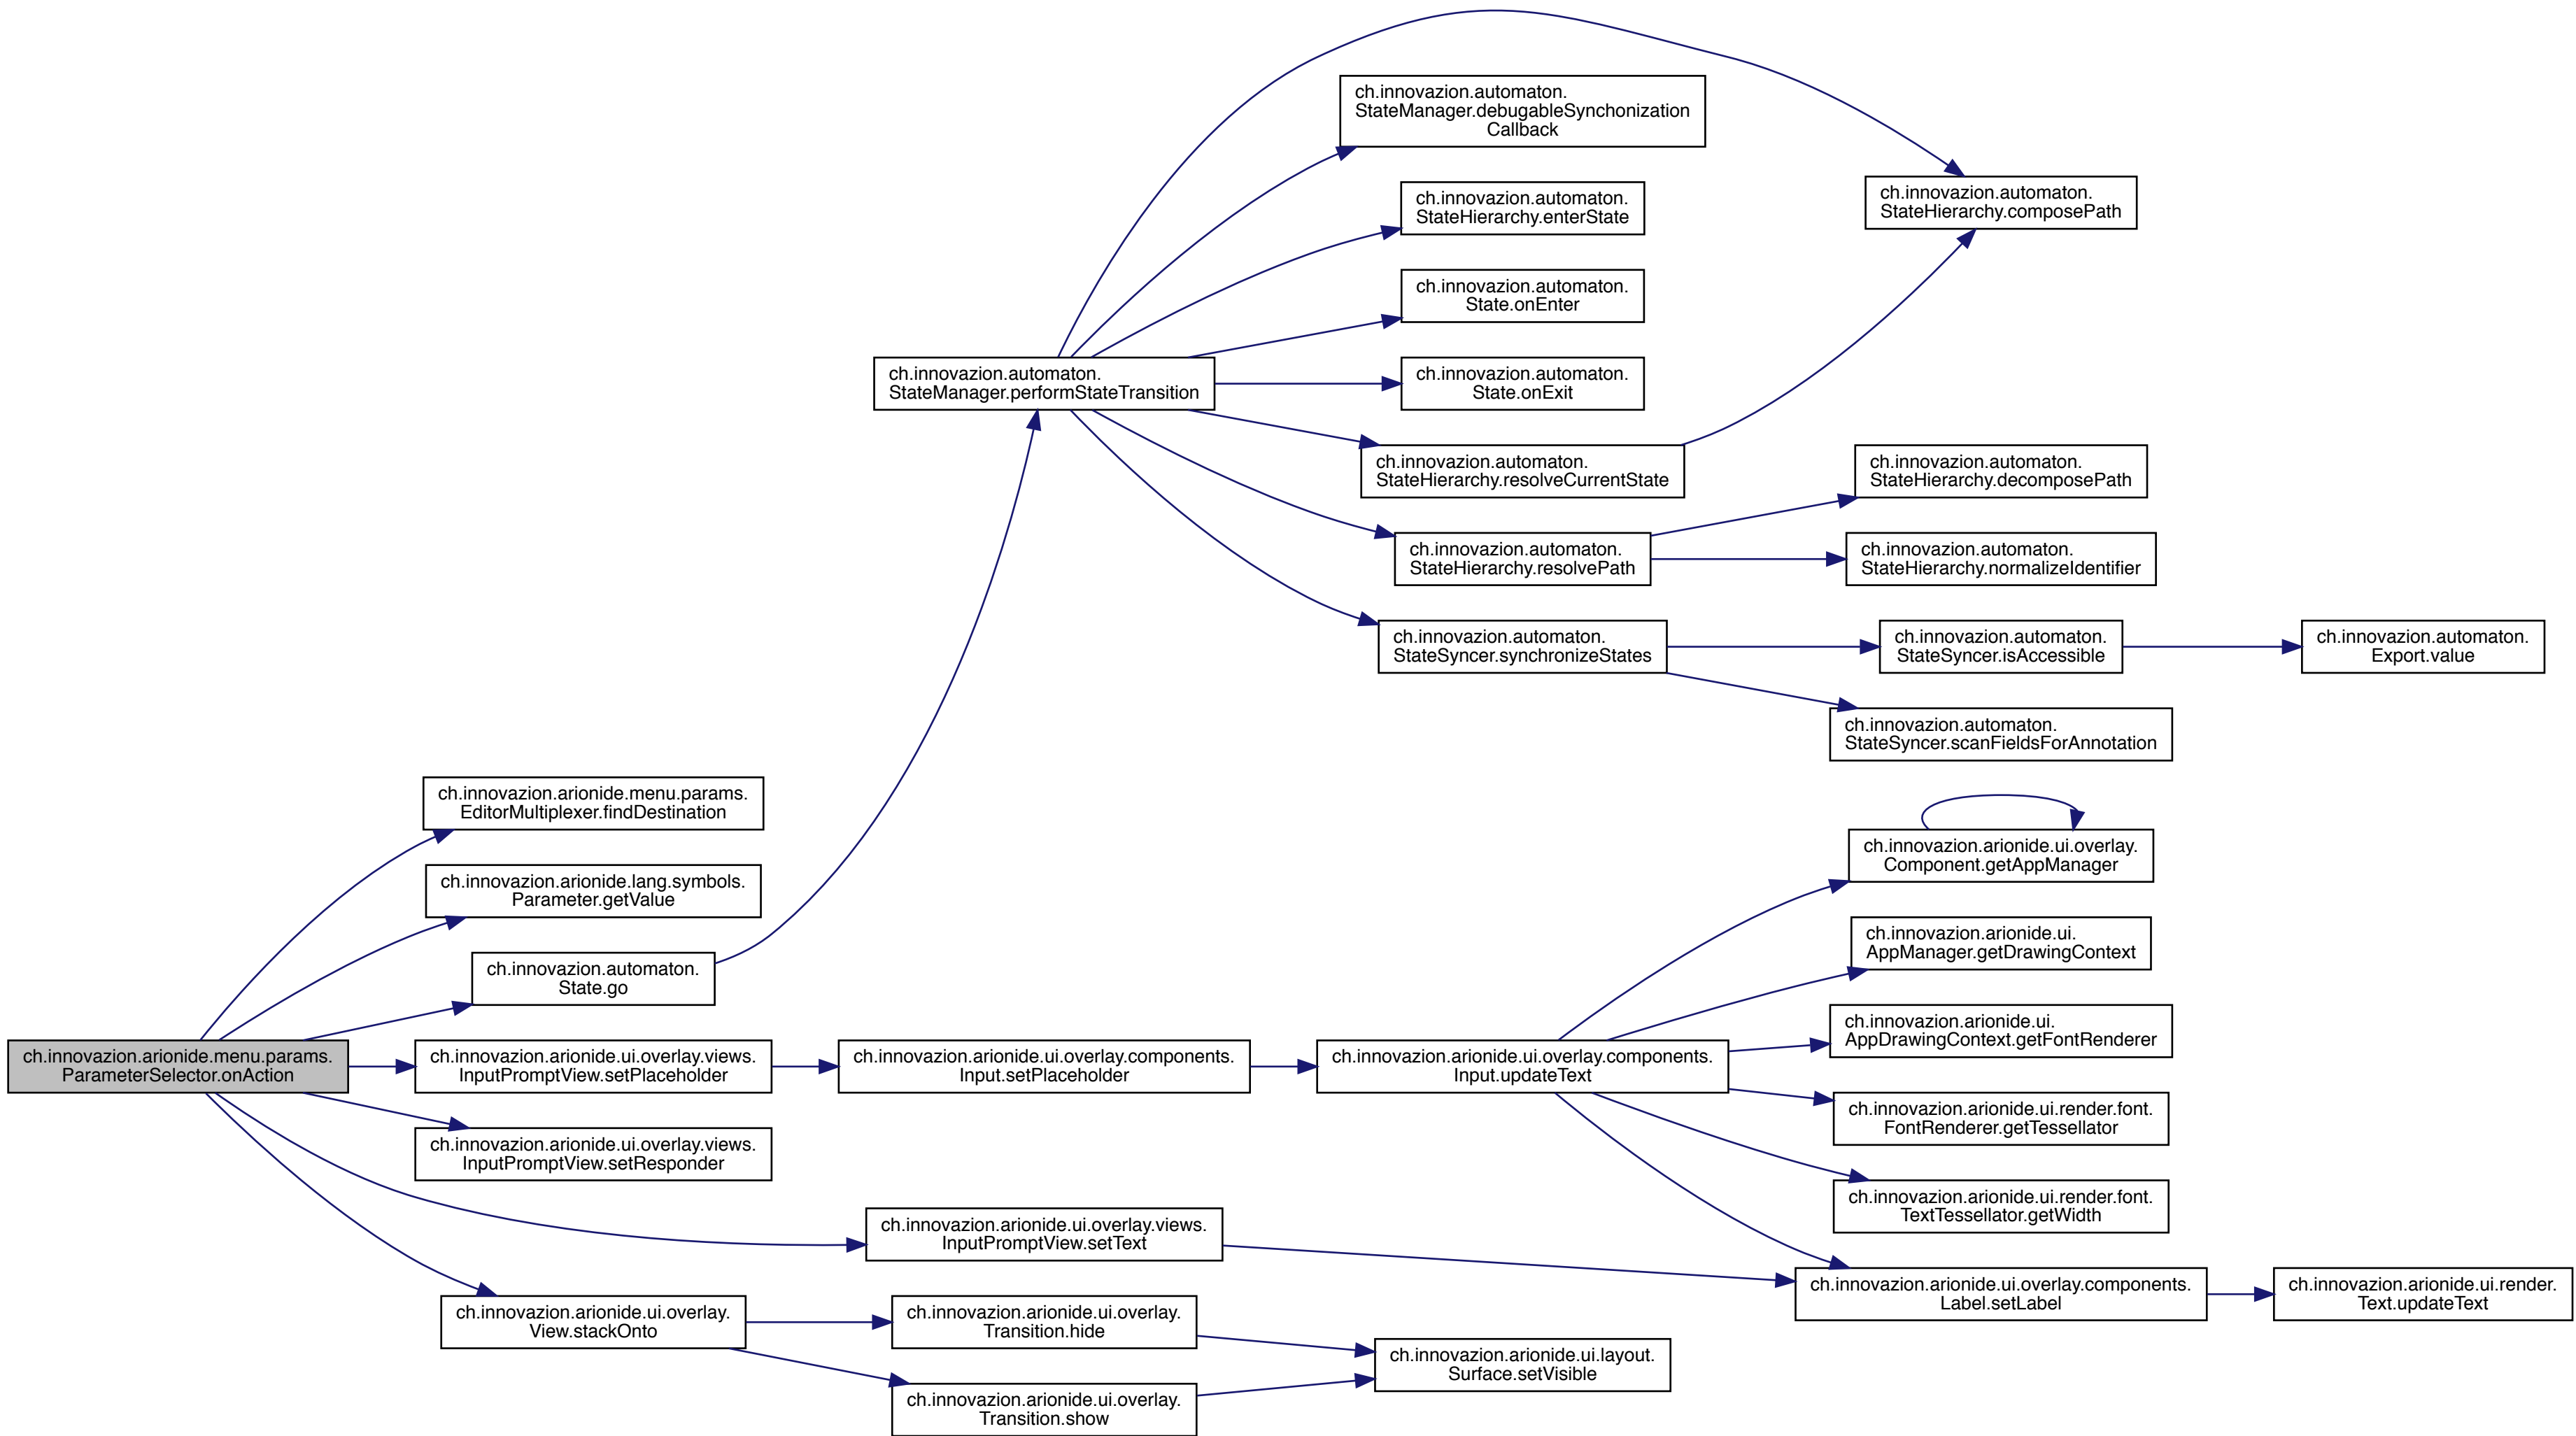 ch.innovazion.automaton.
StateManager.debugableSynchonization
Callback
ch.innovazion.automaton.
StateHierarchy.composePath
ch.innovazion.automaton.
StateHierarchy.enterState
ch.innovazion.automaton.
State.onEnter
ch.innovazion.automaton.
StateManager.performStateTransition
ch.innovazion.automaton.
State.onExit
ch.innovazion.automaton.
StateHierarchy.resolveCurrentState
ch.innovazion.automaton.
StateHierarchy.decomposePath
ch.innovazion.automaton.
StateHierarchy.resolvePath
ch.innovazion.automaton.
StateHierarchy.normalizeIdentifier
ch.innovazion.automaton.
StateSyncer.synchronizeStates
ch.innovazion.automaton.
StateSyncer.isAccessible
ch.innovazion.automaton.
Export.value
ch.innovazion.automaton.
StateSyncer.scanFieldsForAnnotation
ch.innovazion.arionide.menu.params.
EditorMultiplexer.findDestination
ch.innovazion.arionide.ui.overlay.
Component.getAppManager
ch.innovazion.arionide.lang.symbols.
Parameter.getValue
ch.innovazion.arionide.ui.
AppManager.getDrawingContext
ch.innovazion.automaton.
State.go
ch.innovazion.arionide.ui.
AppDrawingContext.getFontRenderer
ch.innovazion.arionide.menu.params.
ParameterSelector.onAction
ch.innovazion.arionide.ui.overlay.views.
InputPromptView.setPlaceholder
ch.innovazion.arionide.ui.overlay.components.
Input.setPlaceholder
ch.innovazion.arionide.ui.overlay.components.
Input.updateText
ch.innovazion.arionide.ui.render.font.
FontRenderer.getTessellator
ch.innovazion.arionide.ui.overlay.views.
InputPromptView.setResponder
ch.innovazion.arionide.ui.render.font.
TextTessellator.getWidth
ch.innovazion.arionide.ui.overlay.views.
InputPromptView.setText
ch.innovazion.arionide.ui.overlay.components.
Label.setLabel
ch.innovazion.arionide.ui.render.
Text.updateText
ch.innovazion.arionide.ui.overlay.
View.stackOnto
ch.innovazion.arionide.ui.overlay.
Transition.hide
ch.innovazion.arionide.ui.layout.
Surface.setVisible
ch.innovazion.arionide.ui.overlay.
Transition.show